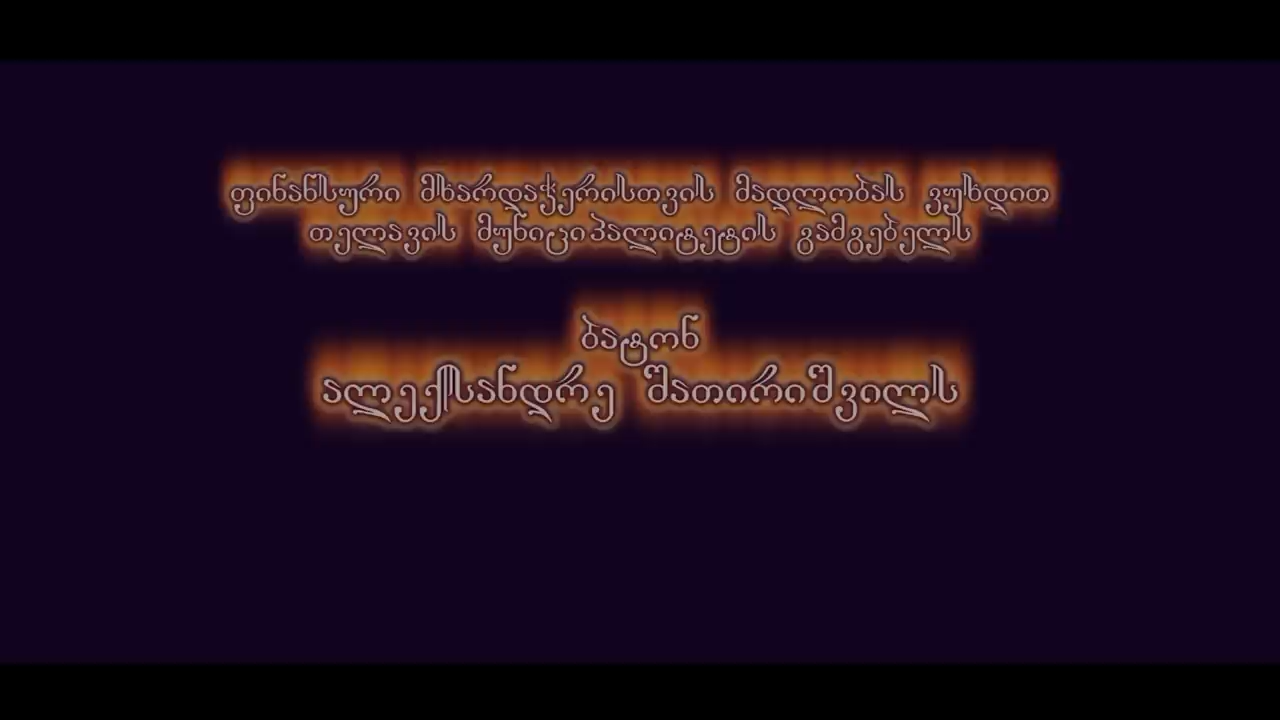 ფინანსური მხარდაჭერისთვის მადლობას ვუხდით
თელავის მუნიციპალიტეტის გამგებელს
ბატონ
ალექსანდრე შათირიშვილს